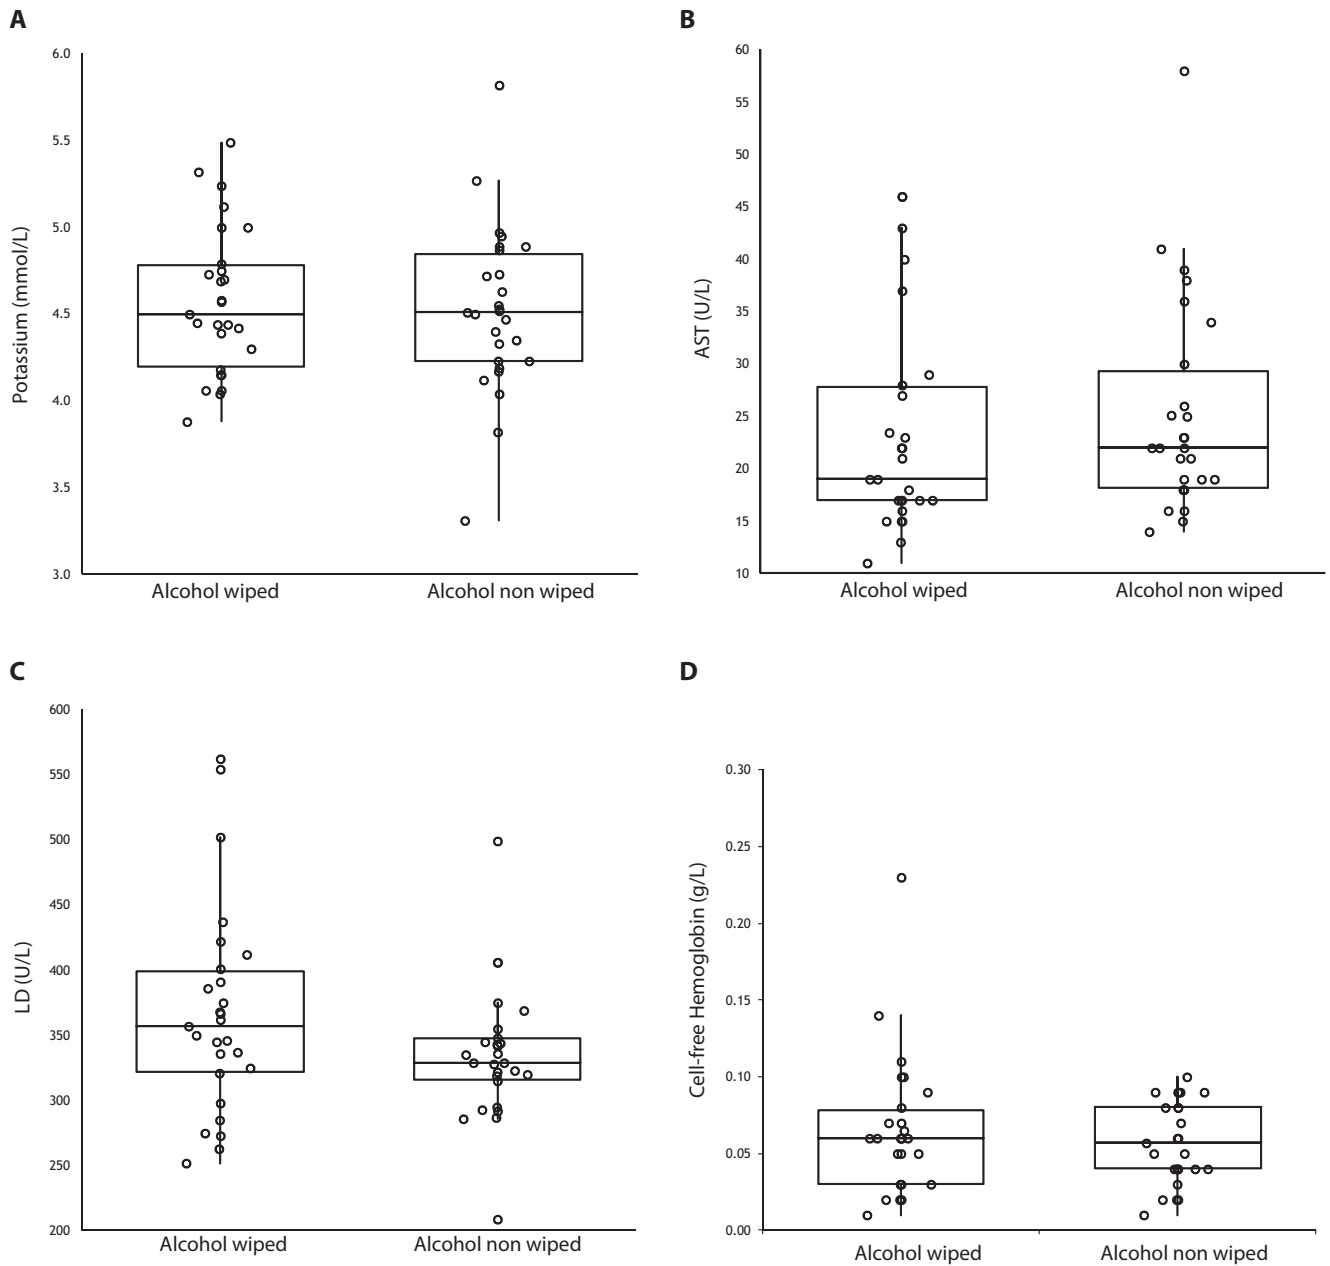 A
Potassium (mmol/L)
6.0
5.5
5.0
4.5
4.0
3.5
3.0
Alcohol wiped
Alcohol non wiped
B
AST (U/L)
60
55
50
45
40
35
30
25
20
15
10
Alcohol wiped
Alcohol non wiped
C
LD (U/L)
600
550
500
450
400
350
300
250
200
Alcohol wiped
Alcohol non wiped
D
Cell-free Hemoglobin (g/L)
0.30
0.25
0.20
0.15
0.10
0.05
0.00
Alcohol wiped
Alcohol non wiped